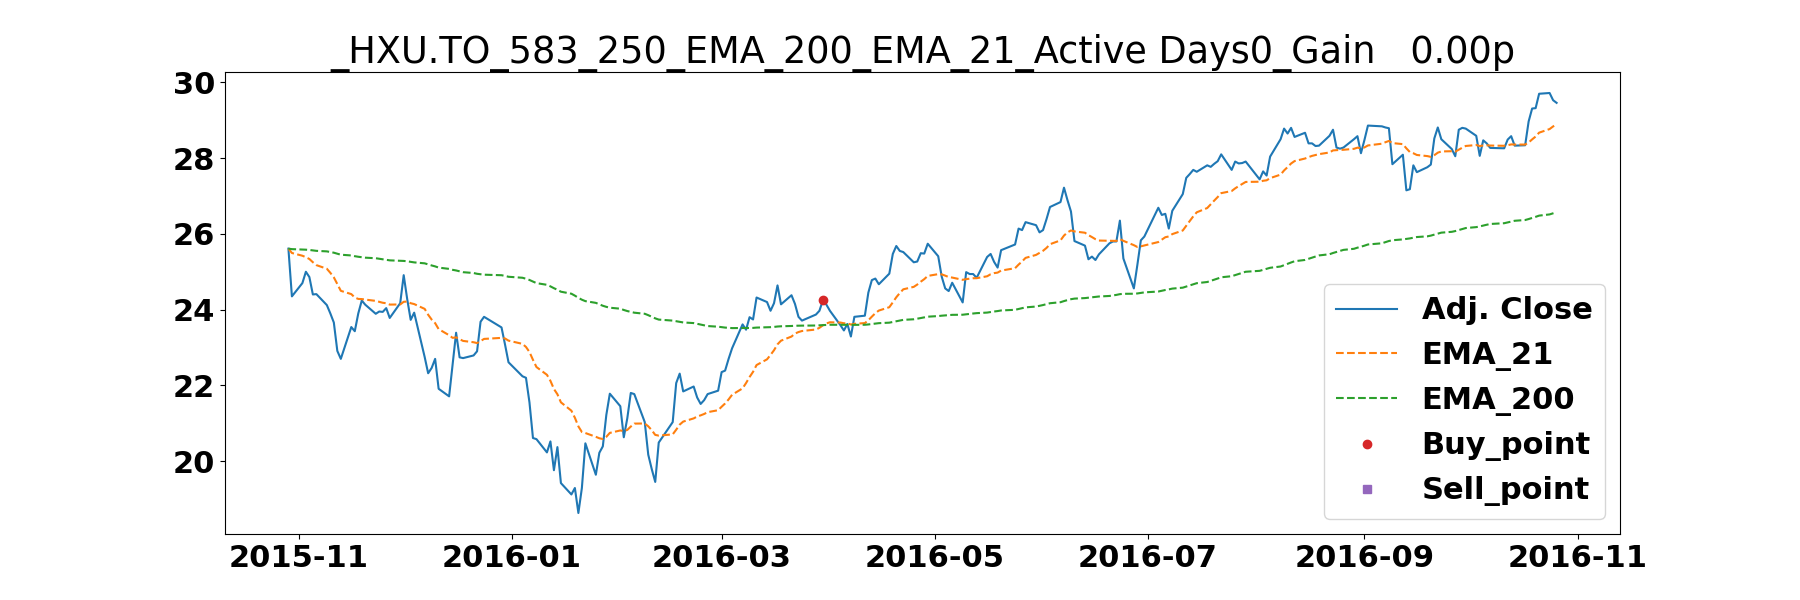 _HXU.TO_583_250_EMA_200_EMA_21_Active Days0_Gain   0.00p
30
28
26
24
22
20
Adj. Close
EMA_21
EMA_200
Buy_point
Sell_point
2015-11
2016-01
2016-03
2016-05
2016-07
2016-09
2016-11